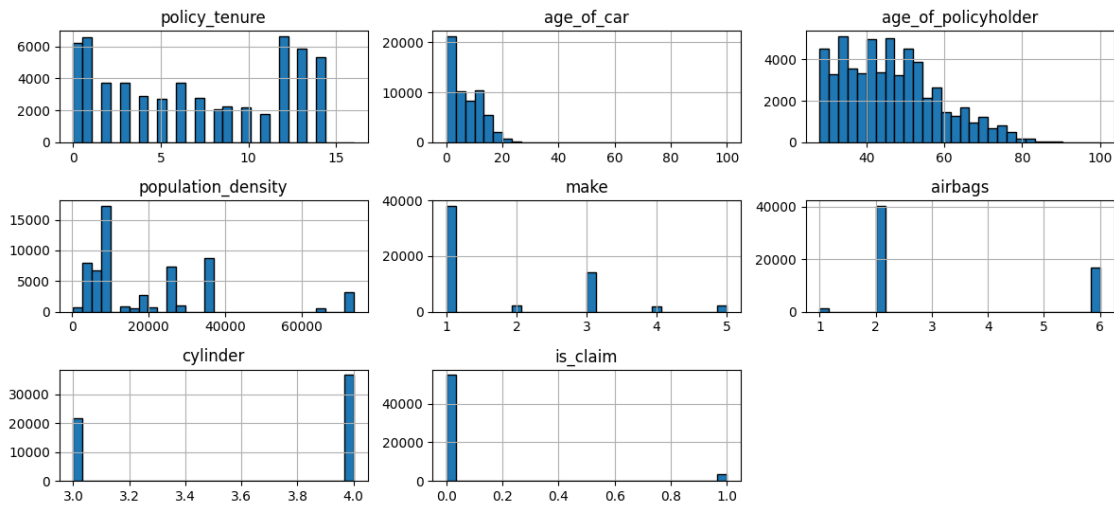 policy_tenure
6000
4000
2000
0
0 5 10 15
age_of_car
20000
10000
0
0 20 40 60 80 100
age_of_policyholder
4000
2000
0
40 60 80 100
population_density
15000
10000
5000
0
0 20000 40000 60000
make
40000
20000
0
1 2 3 4 5
airbags
40000
20000
0
1 2 3 4 5 6
cylinder
30000
20000
10000
0
3.0 3.2 3.4 3.6 3.8 4.0
is_claim
40000
20000
0
0.0 0.2 0.4 0.6 0.8 1.0